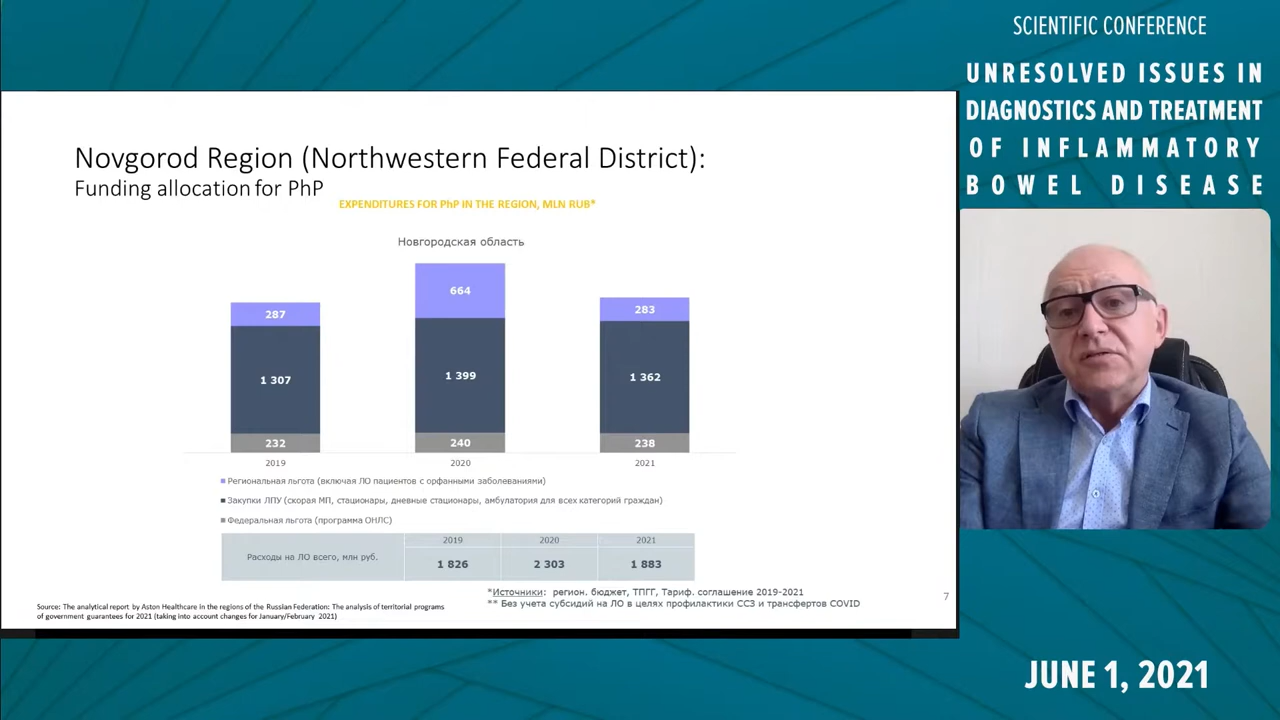 SCIENTIFIC CONFERENCE
UNRESOLVED ISSUES IN
DIAGNOSTICS AND TREATMENT
OF INFLAMMATORY
BOWEL DISEASE
Novgorod Region (Northwestern Federal District):
Funding allocation for PhP
EXPENDITURES FOR PhP IN THE REGION, MLN RUB*
Новгородская область
287
664
283
1 307
1 399
1 362
232
240
238
2019
2020
2021
Региональная льгота (включая ЛО пациентов с орфанными заболеваниями)
Закупки ЛПУ (скорая МП, стационары, дневные стационары, амбулатория для всех категорий граждан)
Федеральная льгота (программа ОНЛС)
2019
2020
2021
Расходы на ЛО всего, млн руб.
1 826
2 303
1 883
*Источники: регион. бюджет, ТПГГ, Тариф. соглашение 2019-2021
** Без учета субсидий на ЛО в целях профилактики ССЗ и трансфертов COVID
7
Source: The analytical report by Aston Healthcare in the regions of the Russian Federation: The analysis of territorial programs
of government guarantees for 2021 (taking into account changes for January/February 2021)
JUNE 1, 2021